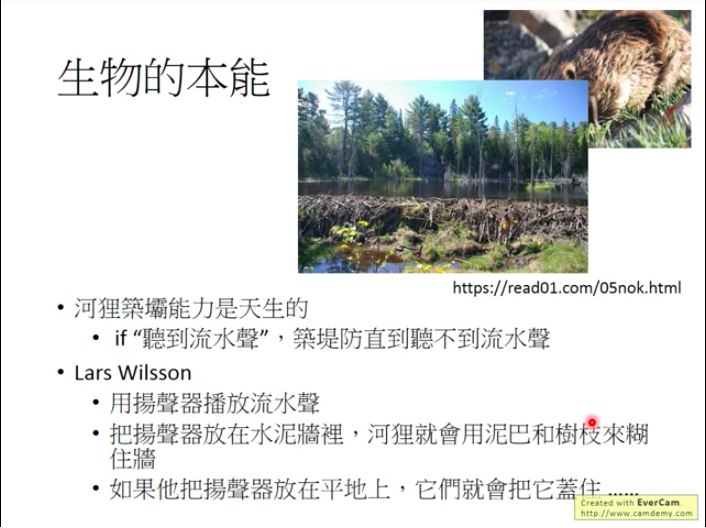 生物的本能
https://read01.com/05nok.html
• 河狸築壩能力是天生的
• if “聽到流水聲”，築堤防直到聽不到流水聲
• Lars Wilsson
• 用揚聲器播放流水聲
• 把揚聲器放在水泥牆裡，河狸就會用泥巴和樹枝來糊
住牆
• 如果他把揚聲器放在平地上，它們就會把它蓋住 ......
Created with EverCam.
http://www.camdemy.com